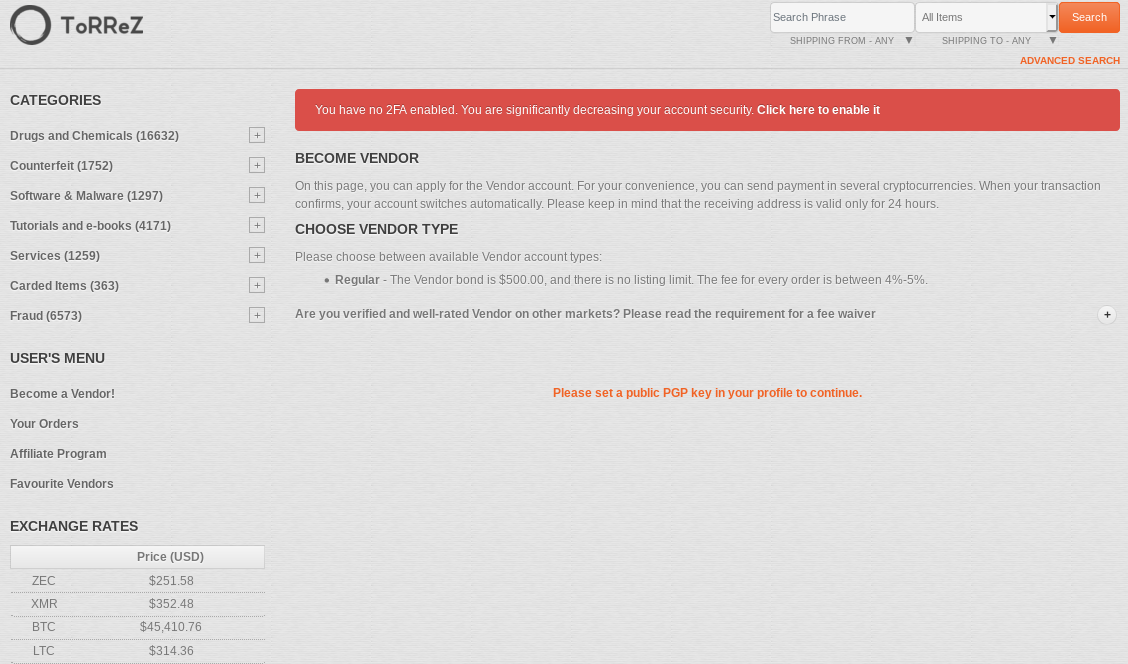 ToRReZ
Search Phrase
All Items
Search
SHIPPING FROM - ANY ▼
SHIPPING TO - ANY ▼
ADVANCED SEARCH
CATEGORIES
Drugs and Chemicals (16632) +
Counterfeit (1752) +
Software & Malware (1297) +
Tutorials and e-books (4171) +
Services (1259) +
Carded Items (363) +
Fraud (6573) +
USER'S MENU
Become a Vendor!
Your Orders
Affiliate Program
Favourite Vendors
EXCHANGE RATES
Price (USD)
ZEC $251.58
XMR $352.48
BTC $45,410.76
LTC $314.36
You have no 2FA enabled. You are significantly decreasing your account security. Click here to enable it
BECOME VENDOR
On this page, you can apply for the Vendor account. For your convenience, you can send payment in several cryptocurrencies. When your transaction
confirms, your account switches automatically. Please keep in mind that the receiving address is valid only for 24 hours.
CHOOSE VENDOR TYPE
Please choose between available Vendor account types:
• Regular - The Vendor bond is $500.00, and there is no listing limit. The fee for every order is between 4%-5%.
Are you verified and well-rated Vendor on other markets? Please read the requirement for a fee waiver +
Please set a public PGP key in your profile to continue.